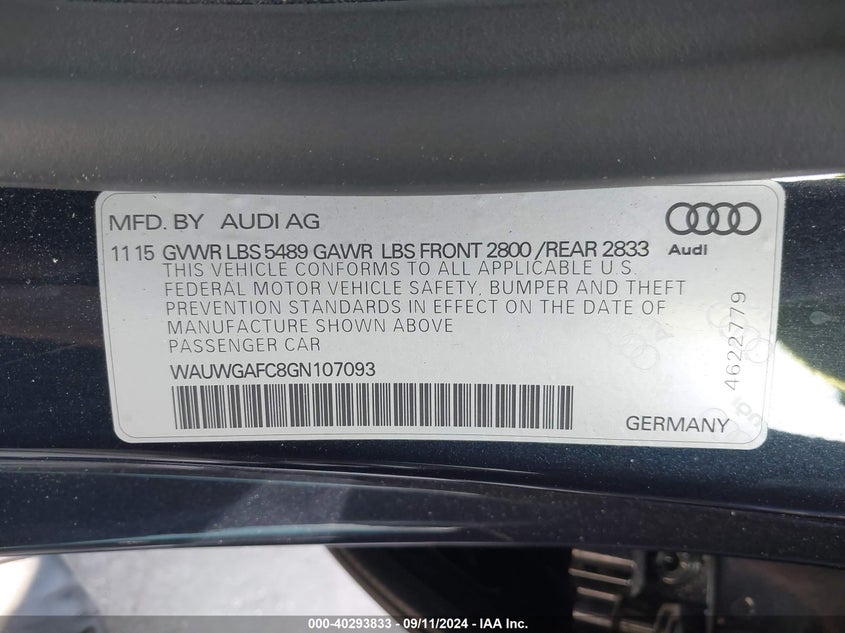 MFD. BY AUDI AG
Audi
11 15 GVWR LBS 5489 GAWR LBS FRONT 2800 /REAR 2833
THIS VEHICLE CONFORMS TO ALL APPLICABLE U.S.
FEDERAL MOTOR VEHICLE SAFETY, BUMPER AND THEFT
PREVENTION STANDARDS IN EFFECT ON THE DATE OF
MANUFACTURE SHOWN ABOVE
PASSENGER CAR
WAUWGAFC8GN107093
4622779
GERMANY
000-40293833 - 09/11/2024 - IAA Inc.